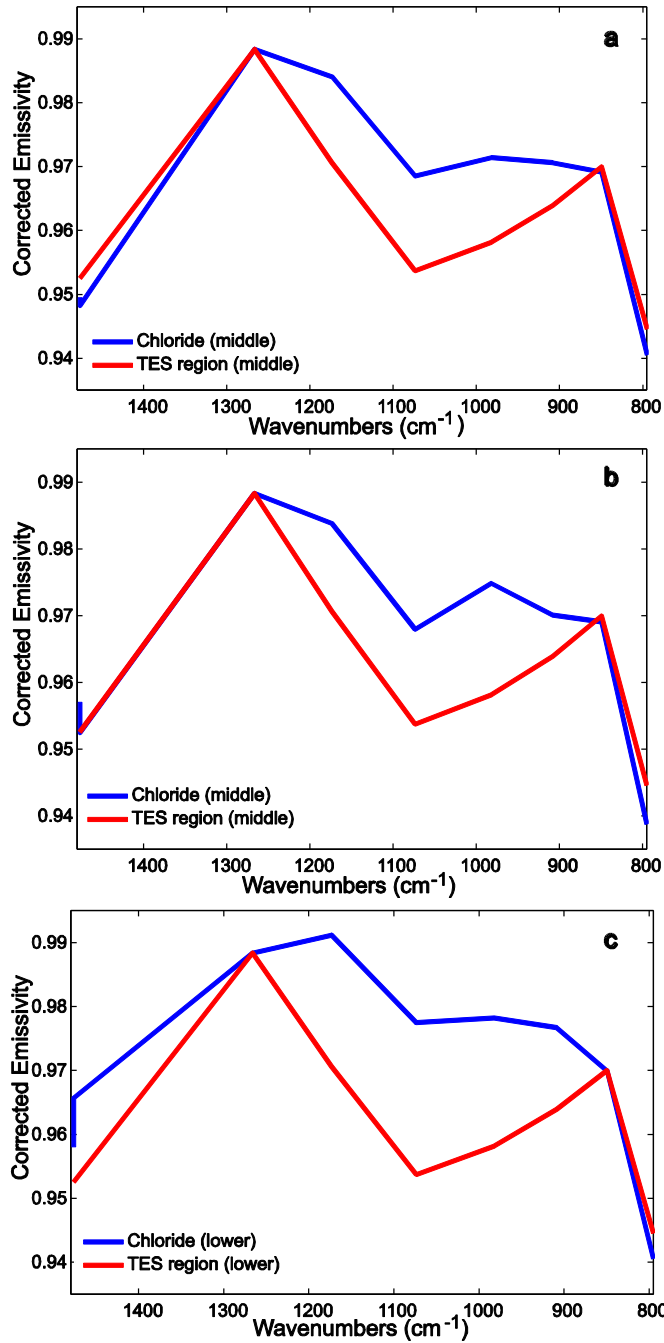 a
0.99
0.98
0.97
0.96
0.95
0.94
Corrected Emissivity
Chloride (middle)
TES region (middle)
1400 1300 1200 1100 1000 900 800
Wavenumbers (cm⁻¹)
b
0.99
0.98
0.97
0.96
0.95
0.94
Corrected Emissivity
Chloride (middle)
TES region (middle)
1400 1300 1200 1100 1000 900 800
Wavenumbers (cm⁻¹)
c
0.99
0.98
0.97
0.96
0.95
0.94
Corrected Emissivity
Chloride (lower)
TES region (lower)
1400 1300 1200 1100 1000 900 800
Wavenumbers (cm⁻¹)